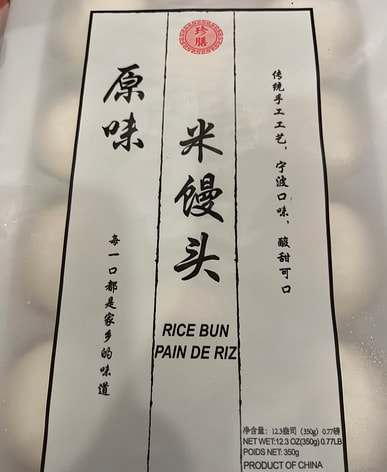 珍膳
原味
米馒头
传统手工工艺，宁波口味，酸甜可口
每一口都是家乡的味道
RICE BUN
PAIN DE RIZ
净含量：12.3盎司（350g）0.77磅
NET WET:12.3 OZ(350g) 0.77LB
POIDS NET: 350g
PRODUCT OF CHINA